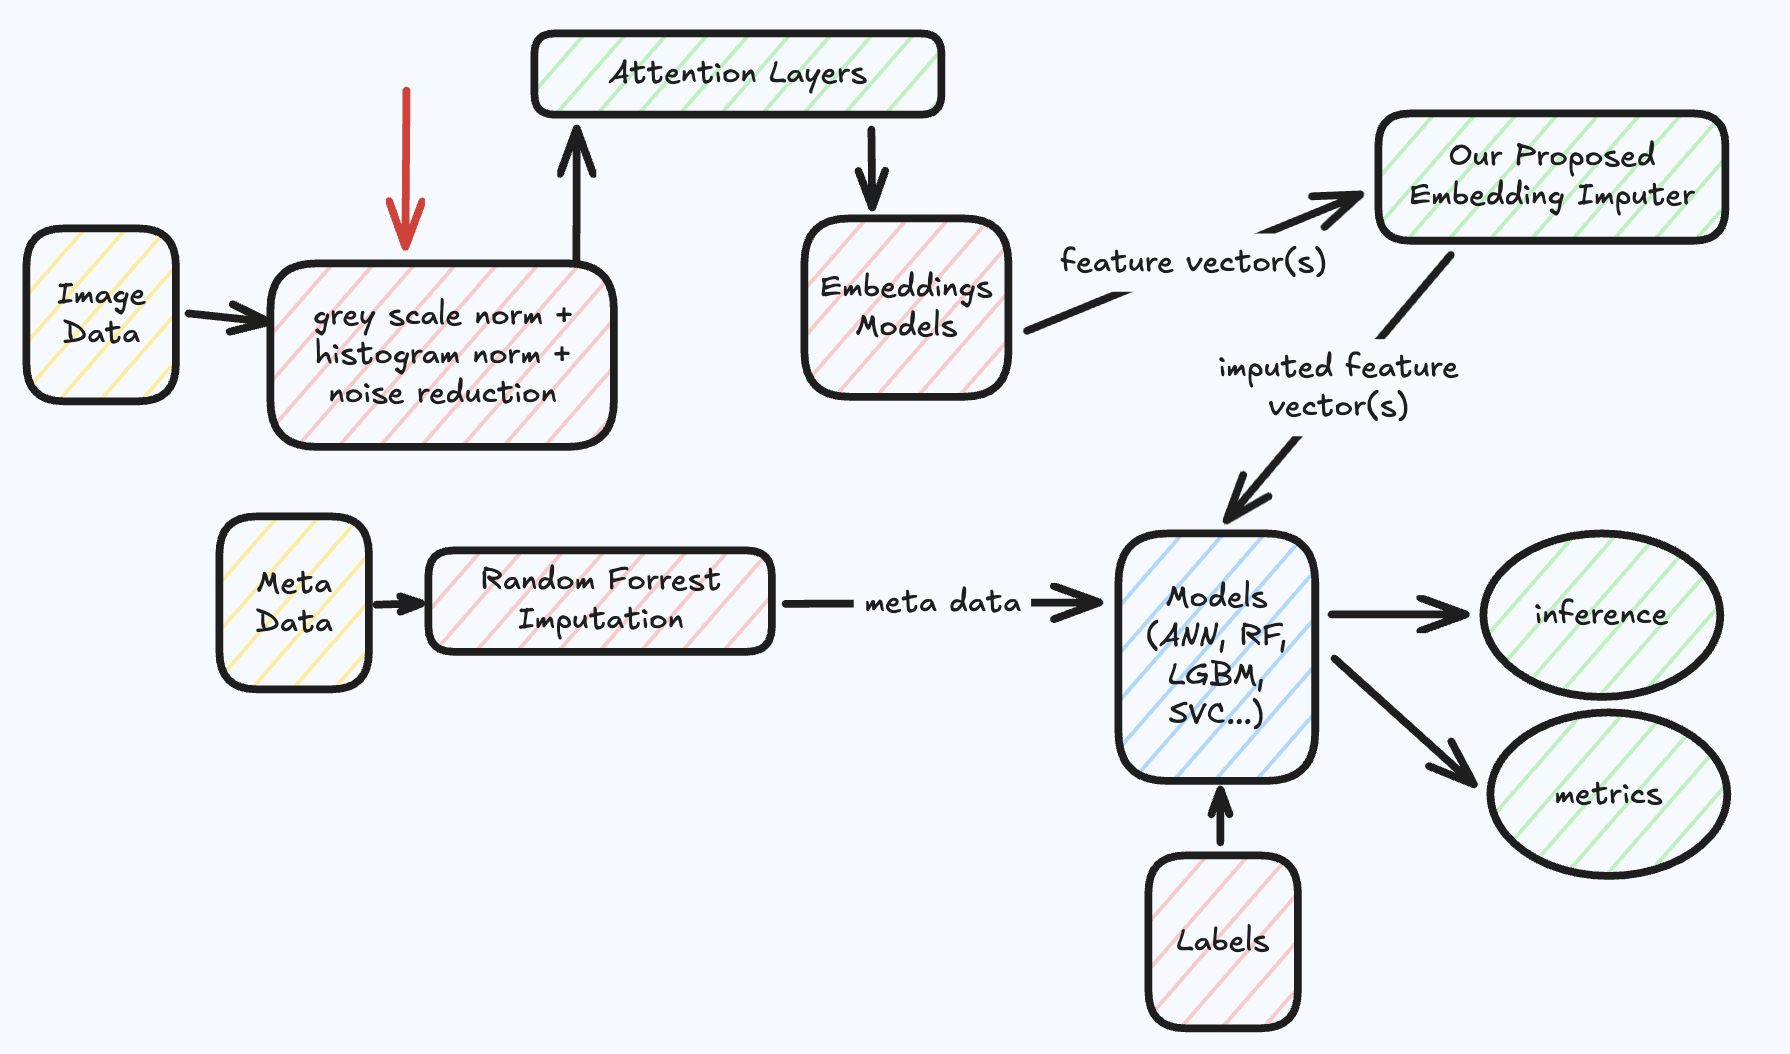 Attention Layers
Our Proposed
Embedding Imputer
Image
Data
grey scale norm +
histogram norm +
noise reduction
Embeddings
Models
feature vector(s)
imputed feature
vector(s)
Meta
Data
Random Forrest
Imputation
meta data
Models
(ANN, RF,
LGBM,
SVC...)
inference
metrics
Labels